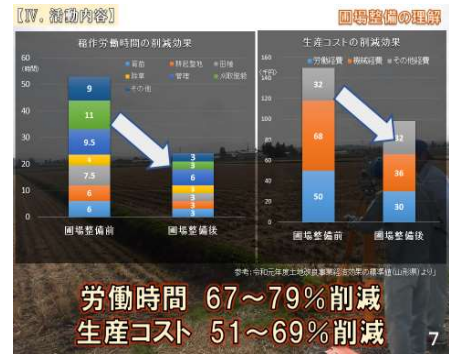 【Ⅳ．活動内容】
圃場整備の理解
稲作労働時間の削減効果
育苗 耕起整地 田植
除草 管理 刈取脱穀
その他
60
(時間)
50
40
30
20
10
0
9
11
9.5
4
7.5
6
6
3
3
6
3
3
3
3
圃場整備前 圃場整備後
生産コストの削減効果
労働経費 機械経費 その他経費
160
(千円)
140
120
100
80
60
40
20
0
32
68
50
32
36
30
圃場整備前 圃場整備後
参考:令和元年度土地改良事業経済効果の標準値(山形県)より」
労働時間 67～79%削減
生産コスト 51～69%削減
7